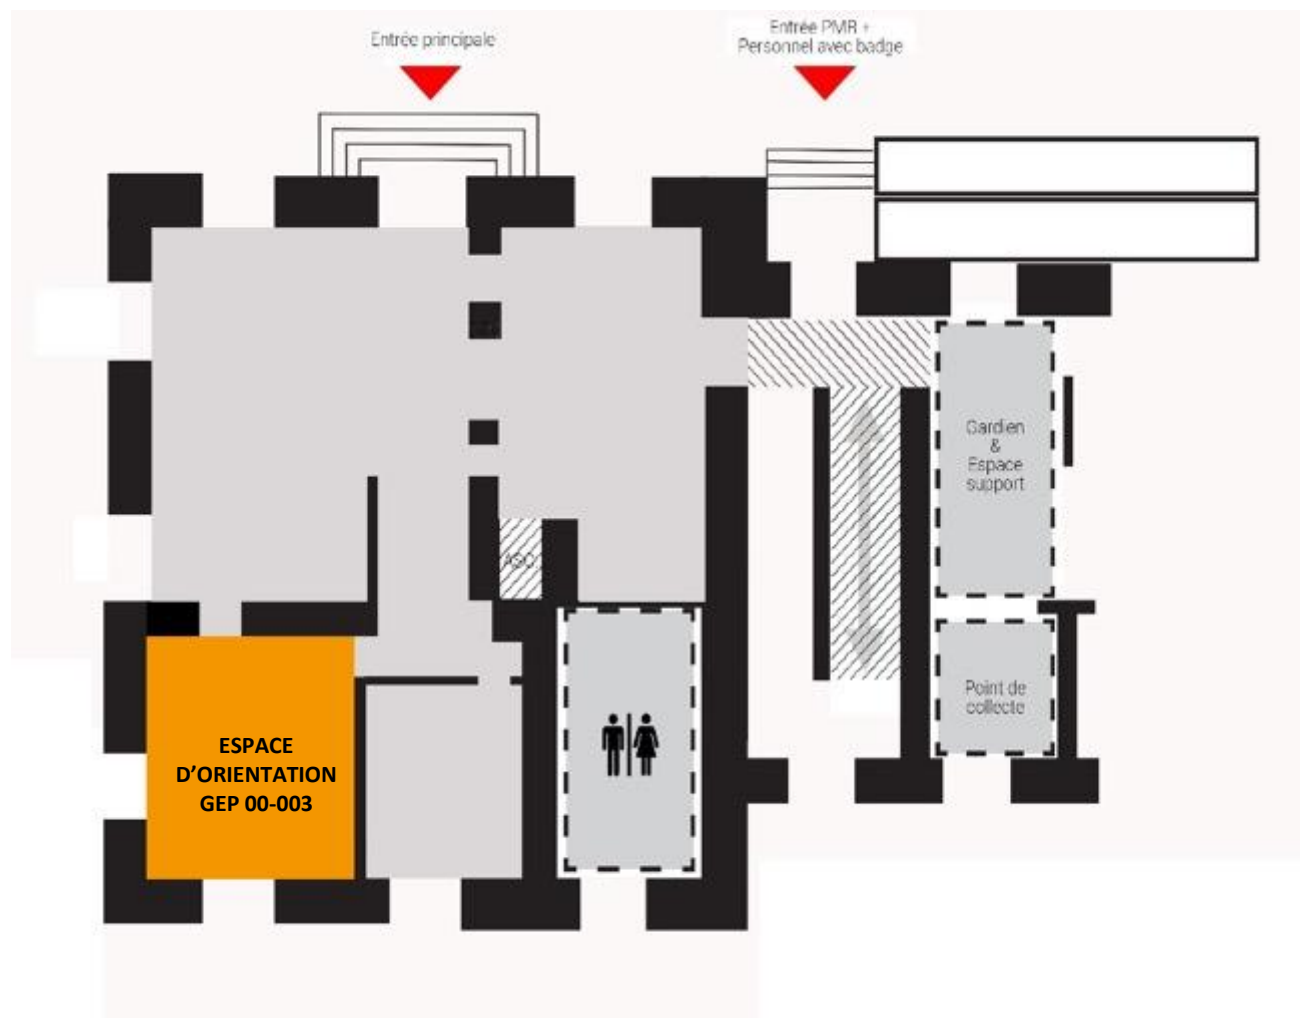 Entrée principale
Entrée PMR +
Personnel avec badge
Gardien
&
Espace
support
ASC
Point de
collecte
ESPACE
D’ORIENTATION
GEP 00-003